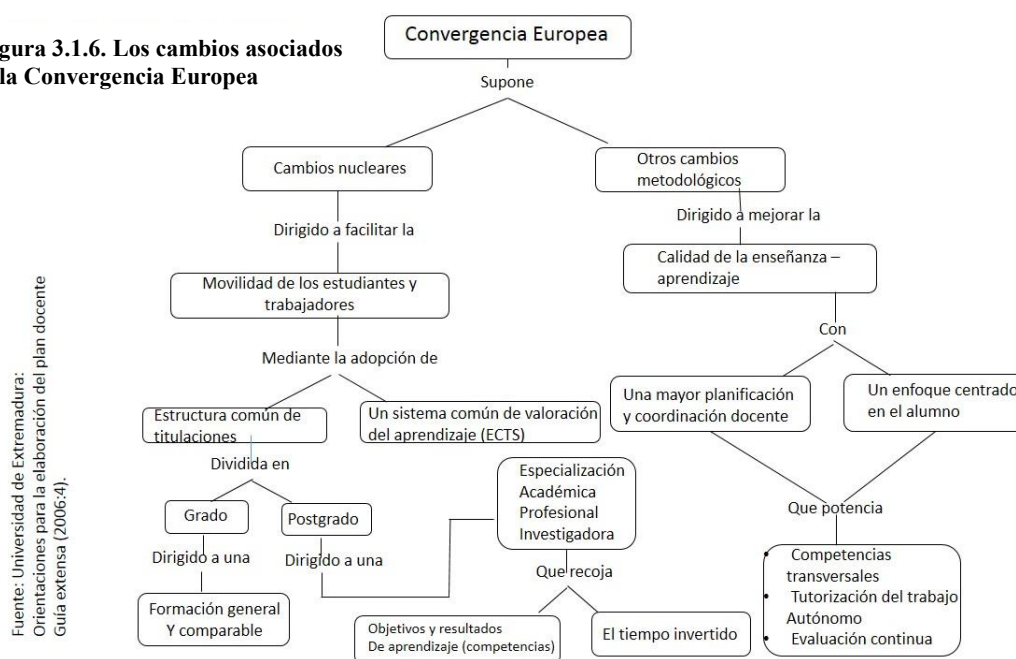 gura 3.1.6. Los cambios asociados
la Convergencia Europea
Convergencia Europea
Supone
Cambios nucleares
Otros cambios
metodológicos
Dirigido a facilitar la
Dirigido a mejorar la
Movilidad de los estudiantes y
trabajadores
Calidad de la enseñanza –
aprendizaje
Mediante la adopción de
Con
Estructura común de
titulaciones
Un sistema común de valoración
del aprendizaje (ECTS)
Una mayor planificación
y coordinación docente
Un enfoque centrado
en el alumno
Dividida en
Grado
Postgrado
Especialización
Académica
Profesional
Investigadora
Que potencia
Dirigido a una
Dirigido a una
Que recoja
Formación general
Y comparable
Objetivos y resultados
De aprendizaje (competencias)
El tiempo invertido
• Competencias
transversales
• Tutorización del trabajo
Autónomo
• Evaluación continua
Fuente: Universidad de Extremadura:
Orientaciones para la elaboración del plan docente
Guía extensa (2006:4).